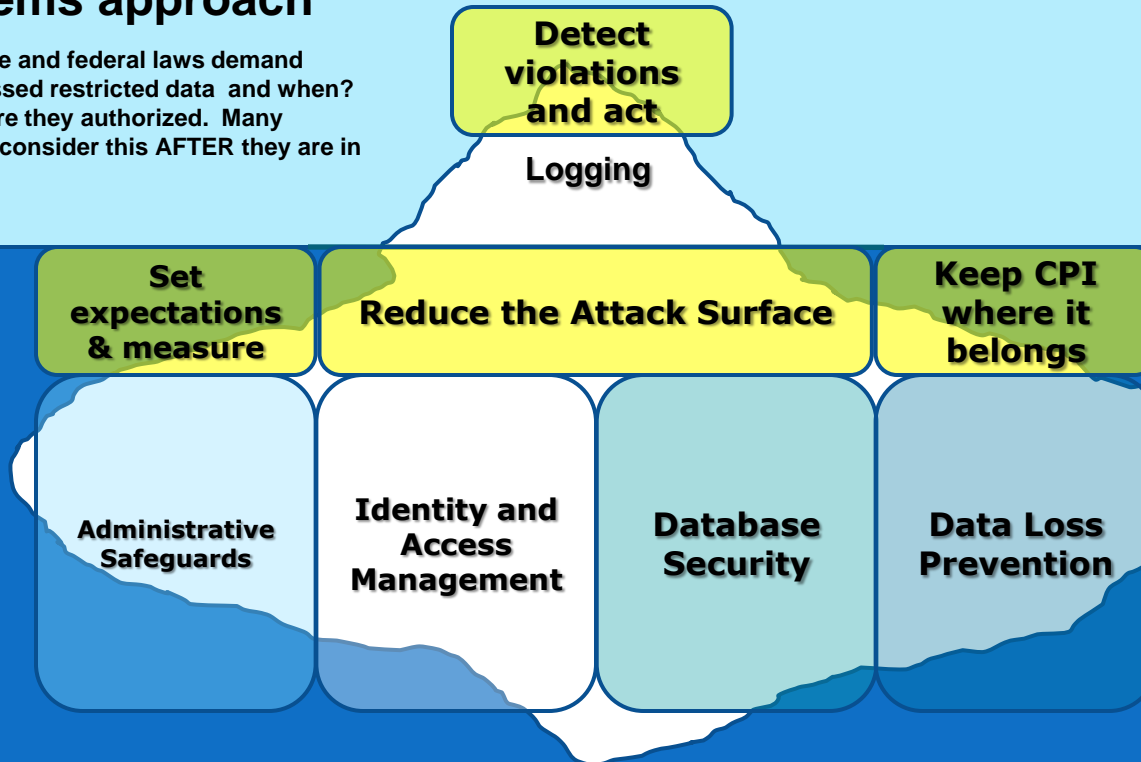 ems approach
e and federal laws demand
ssed restricted data  and when?
re they authorized.  Many
consider this AFTER they are in
Detect
violations
and act
Logging
Set
expectations
& measure
Reduce the Attack Surface
Keep CPI
where it
belongs
Administrative
Safeguards
Identity and
Access
Management
Database
Security
Data Loss
Prevention